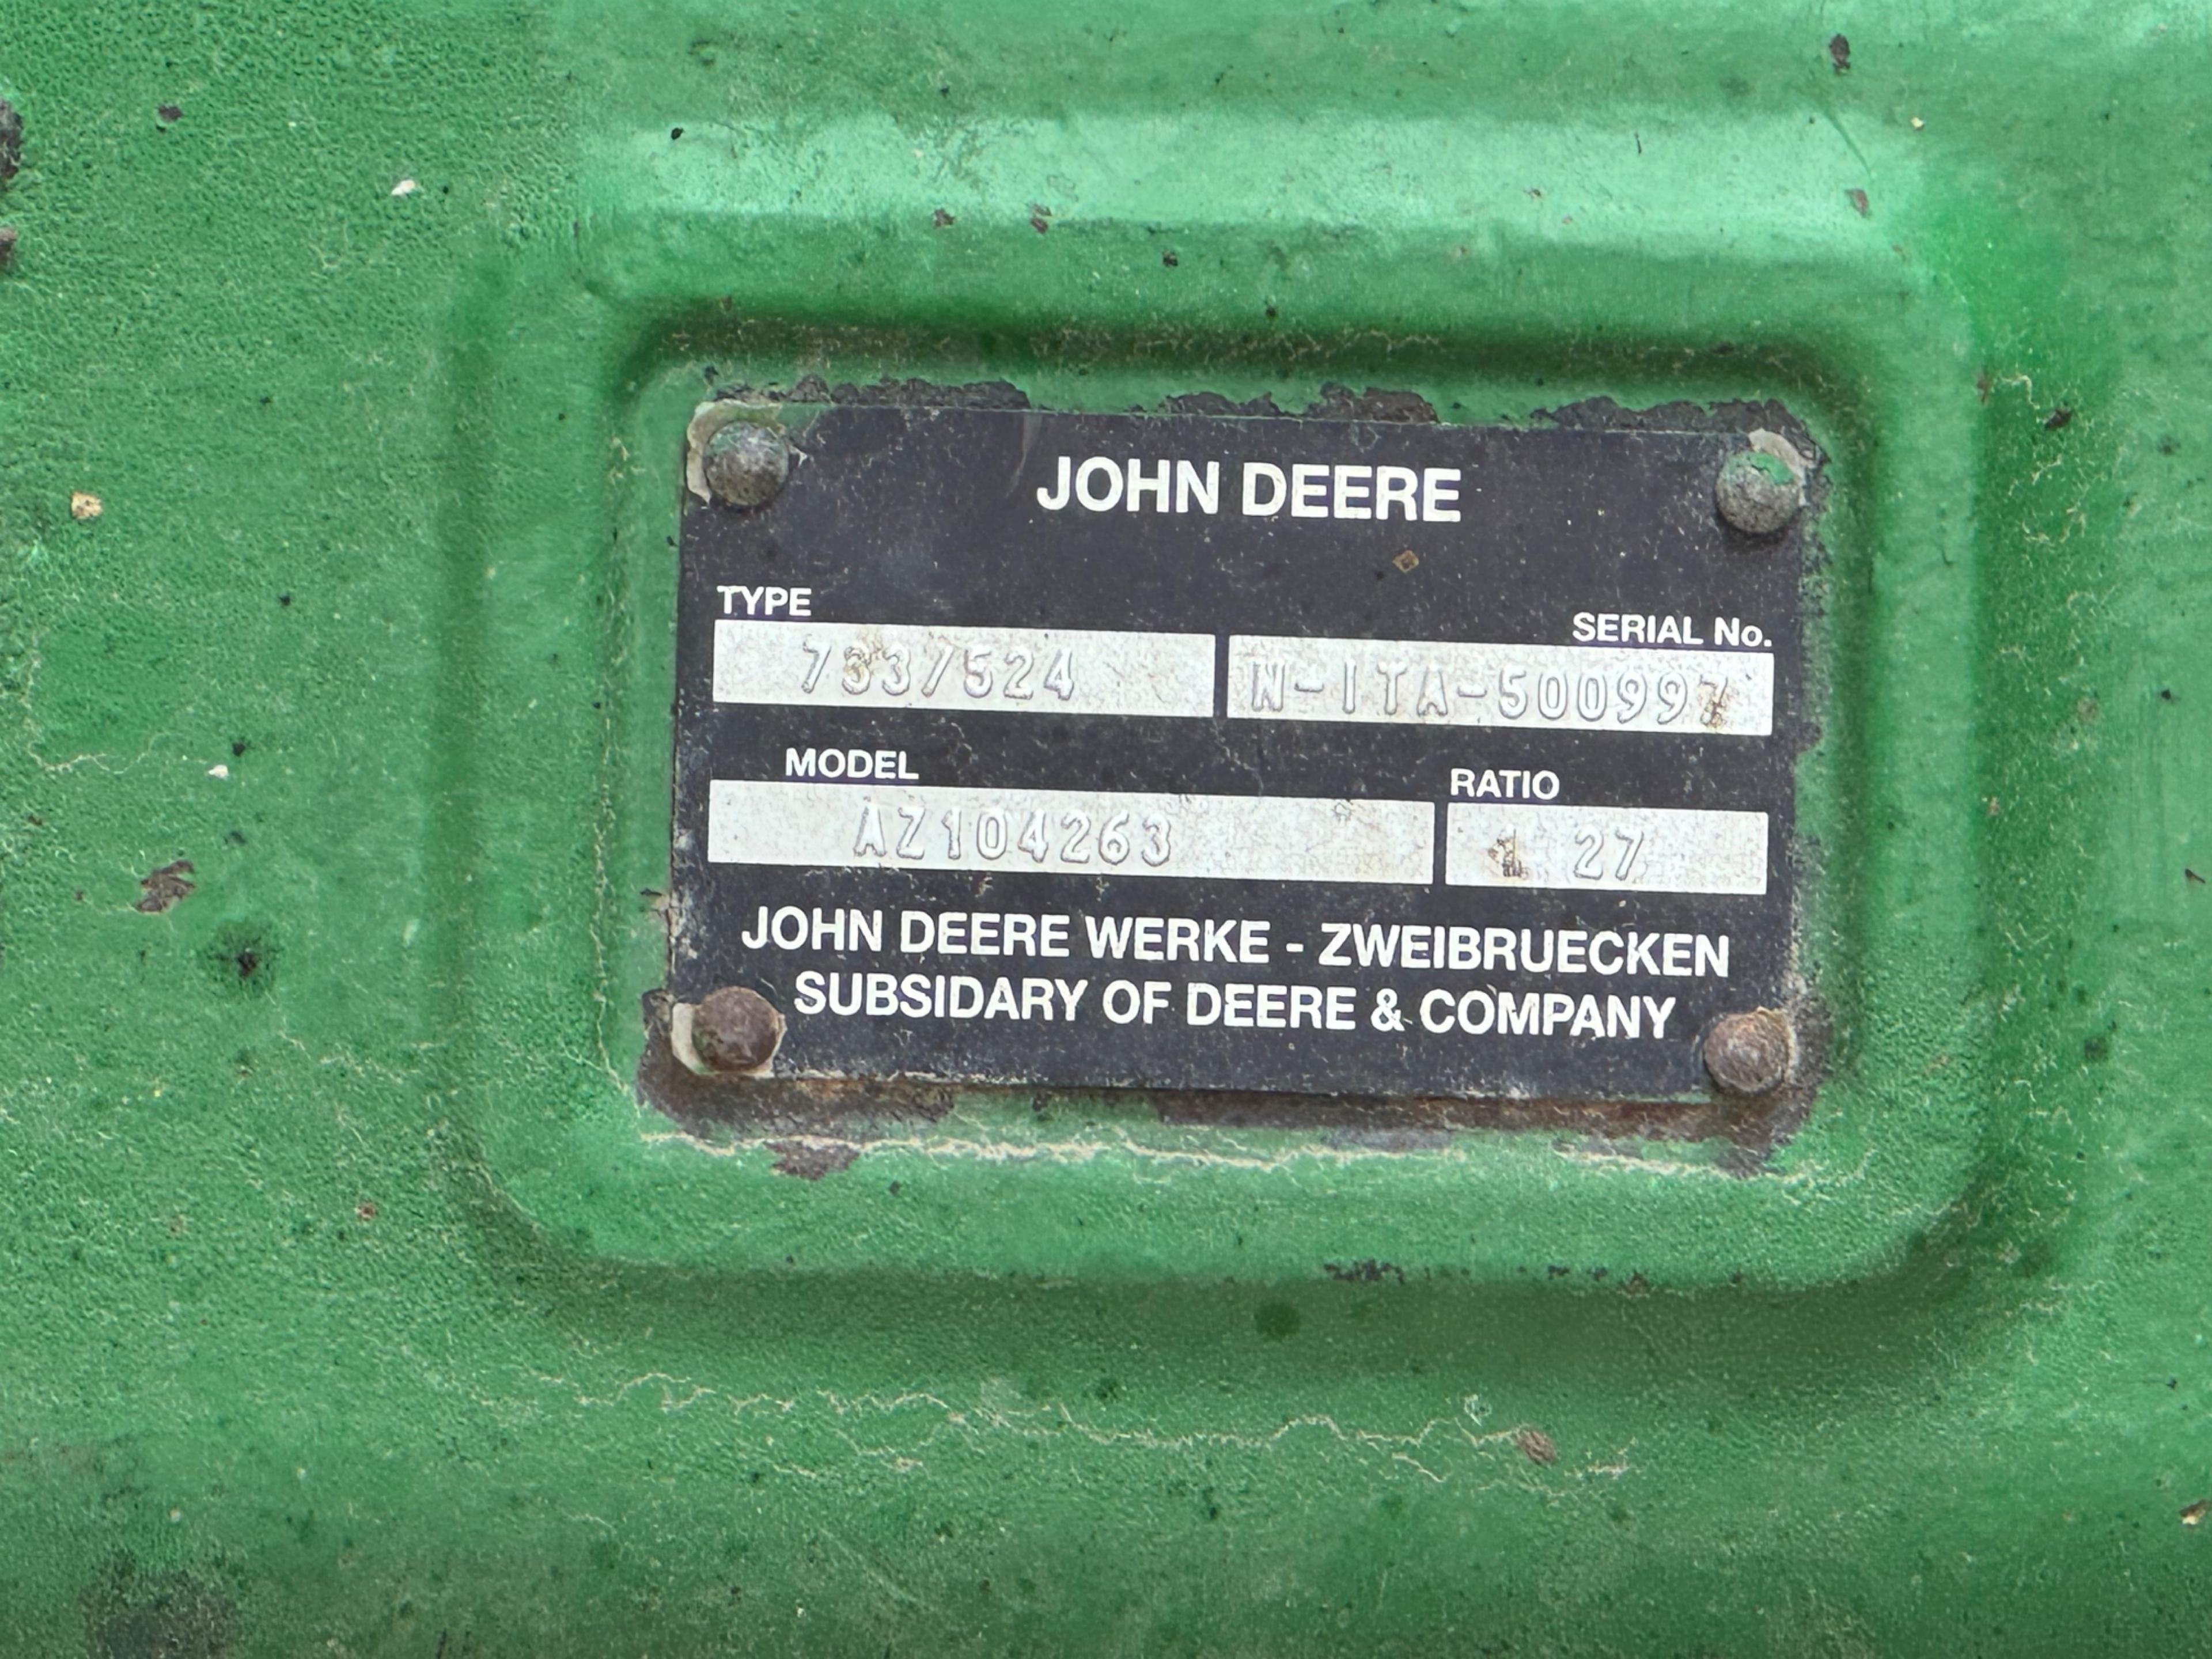 JOHN DEERE
TYPE SERIAL No.
733/524 N-ITA-500997
MODEL RATIO
AZ104263 1 27
JOHN DEERE WERKE - ZWEIBRUECKEN
SUBSIDARY OF DEERE & COMPANY